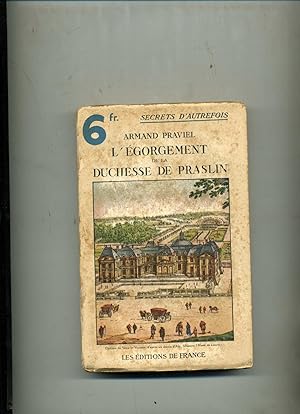 6 fr.
SECRETS D'AUTREFOIS
ARMAND PRAVIEL
L'ÉGORGEMENT
DE LA
DUCHESSE DE PRASLIN
LES ÉDITIONS DE FRANCE